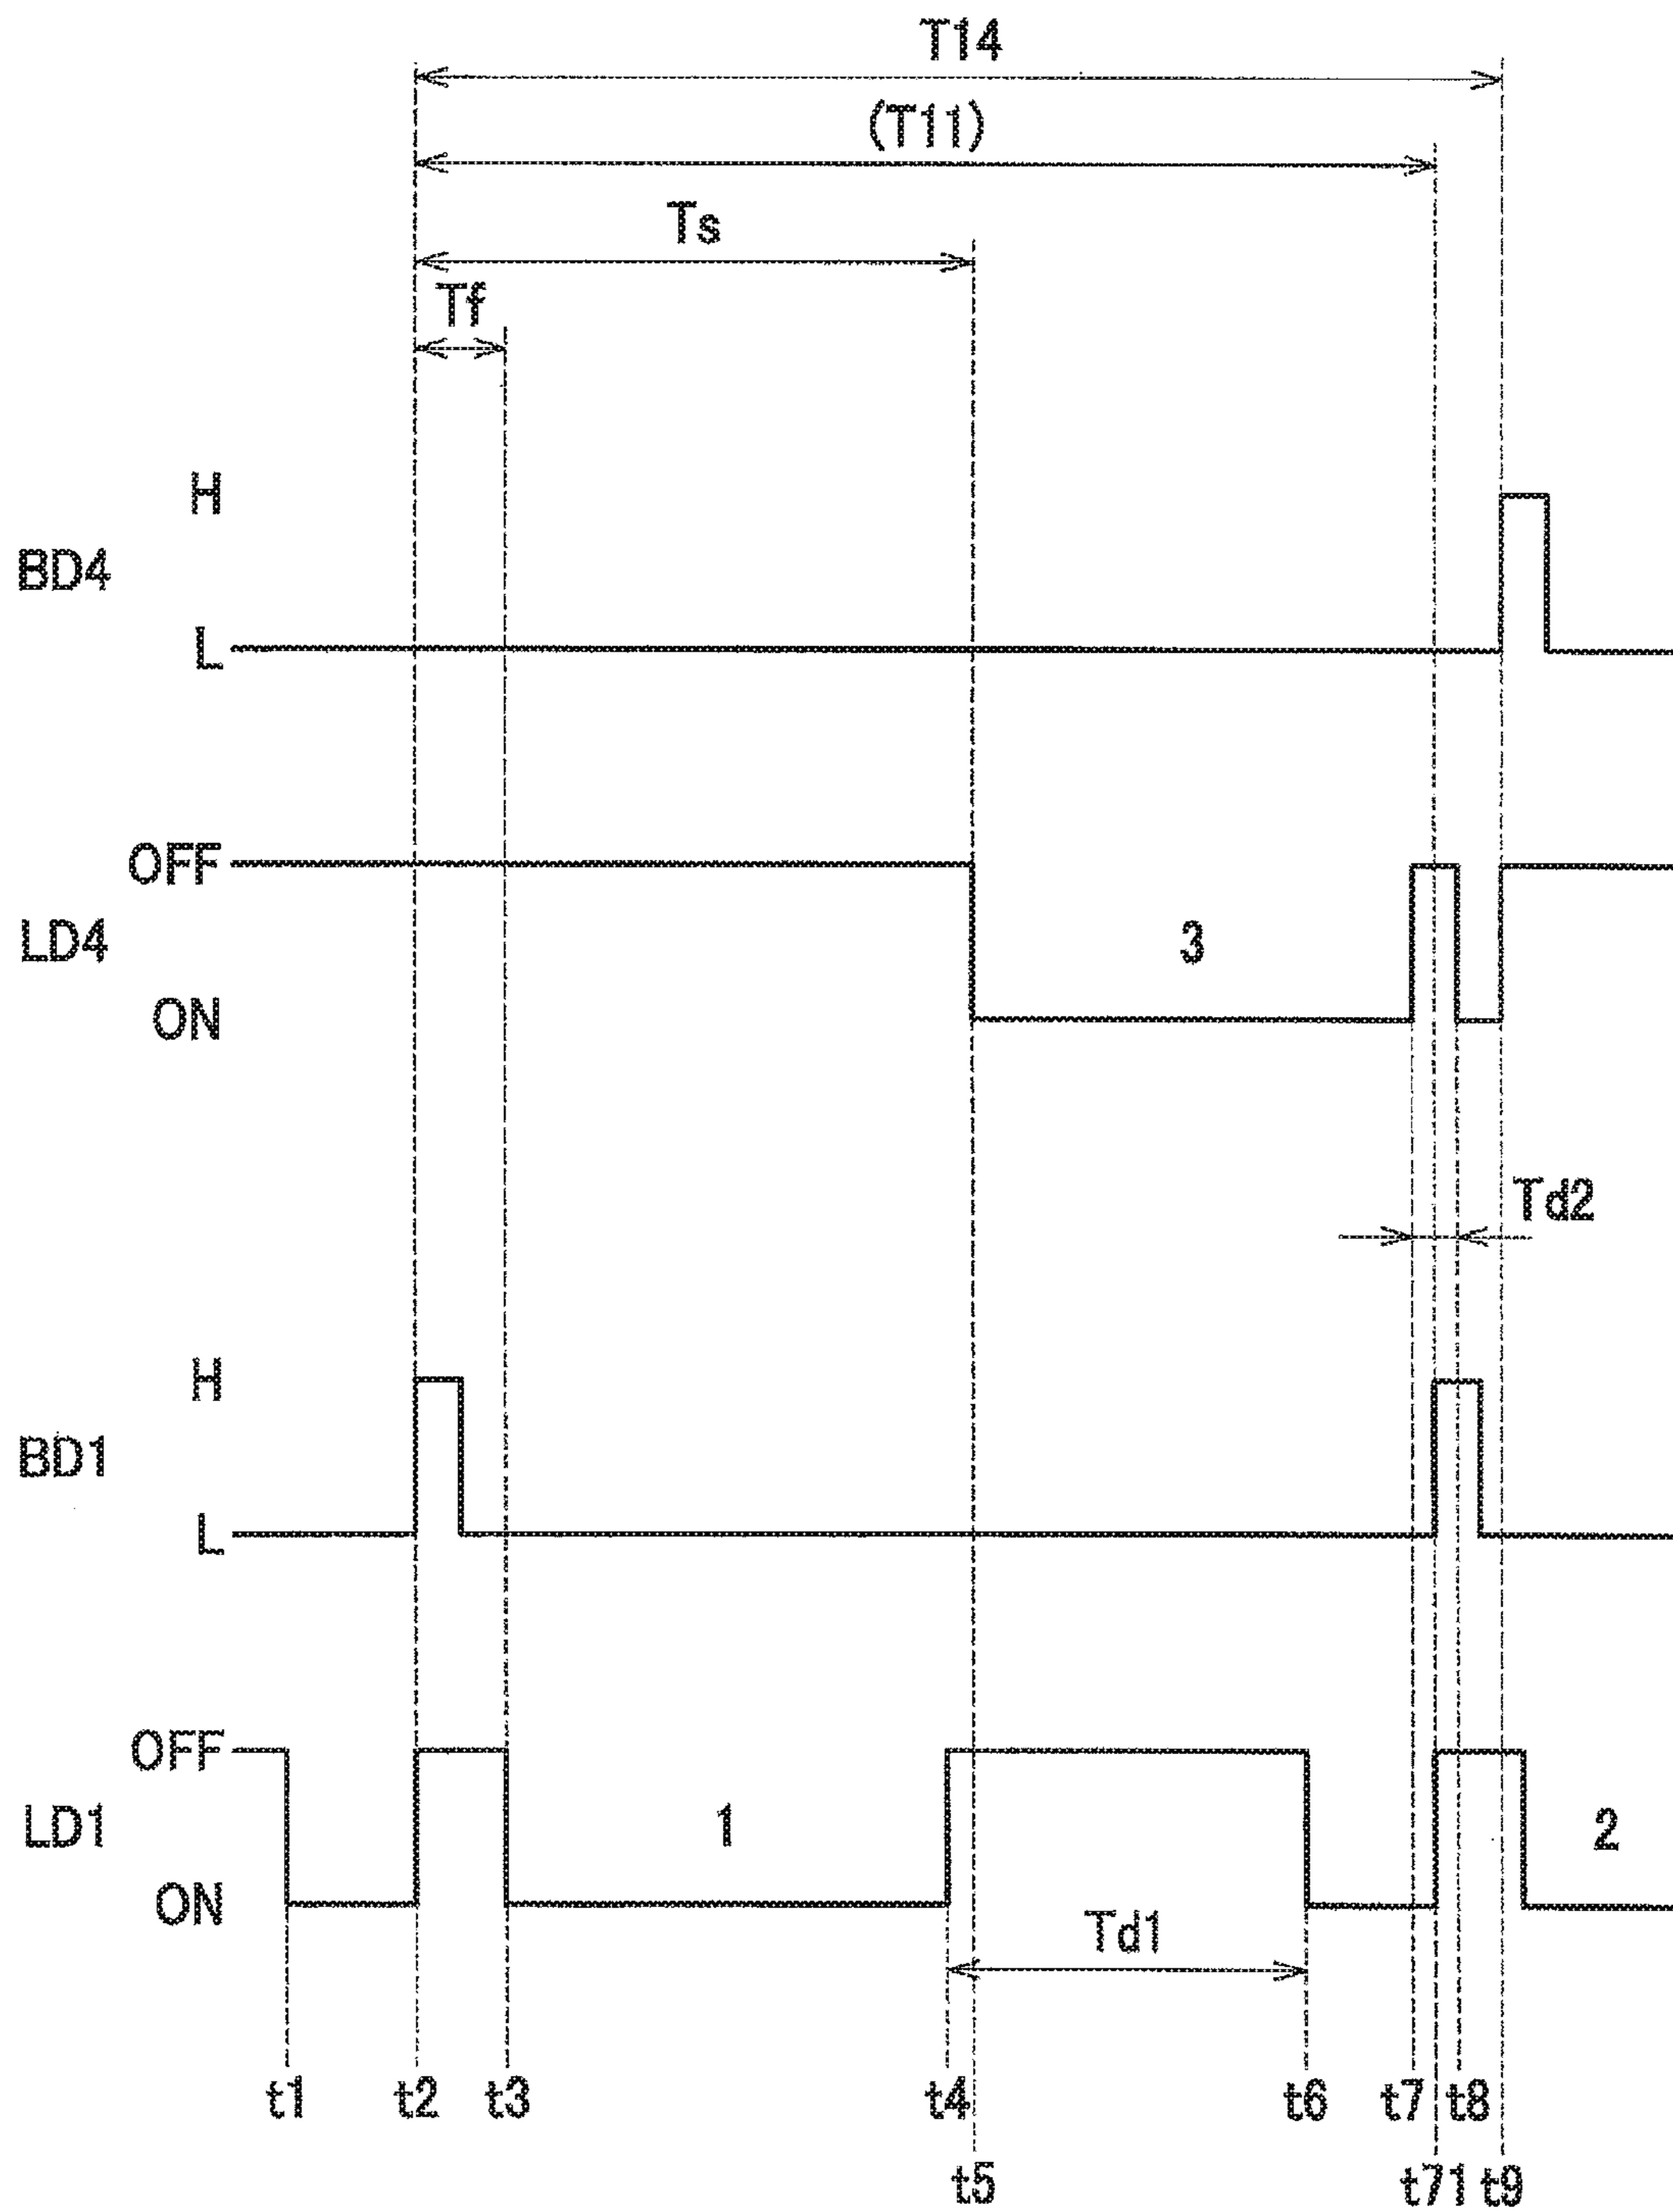 T14
(T11)
Ts
Tf
H
BD4
L
OFF
LD4
3
ON
Td2
H
BD1
L
OFF
LD1
1
2
ON
Td1
t1 t2 t3 t4 t6 t7 t8
t5 t71 t9